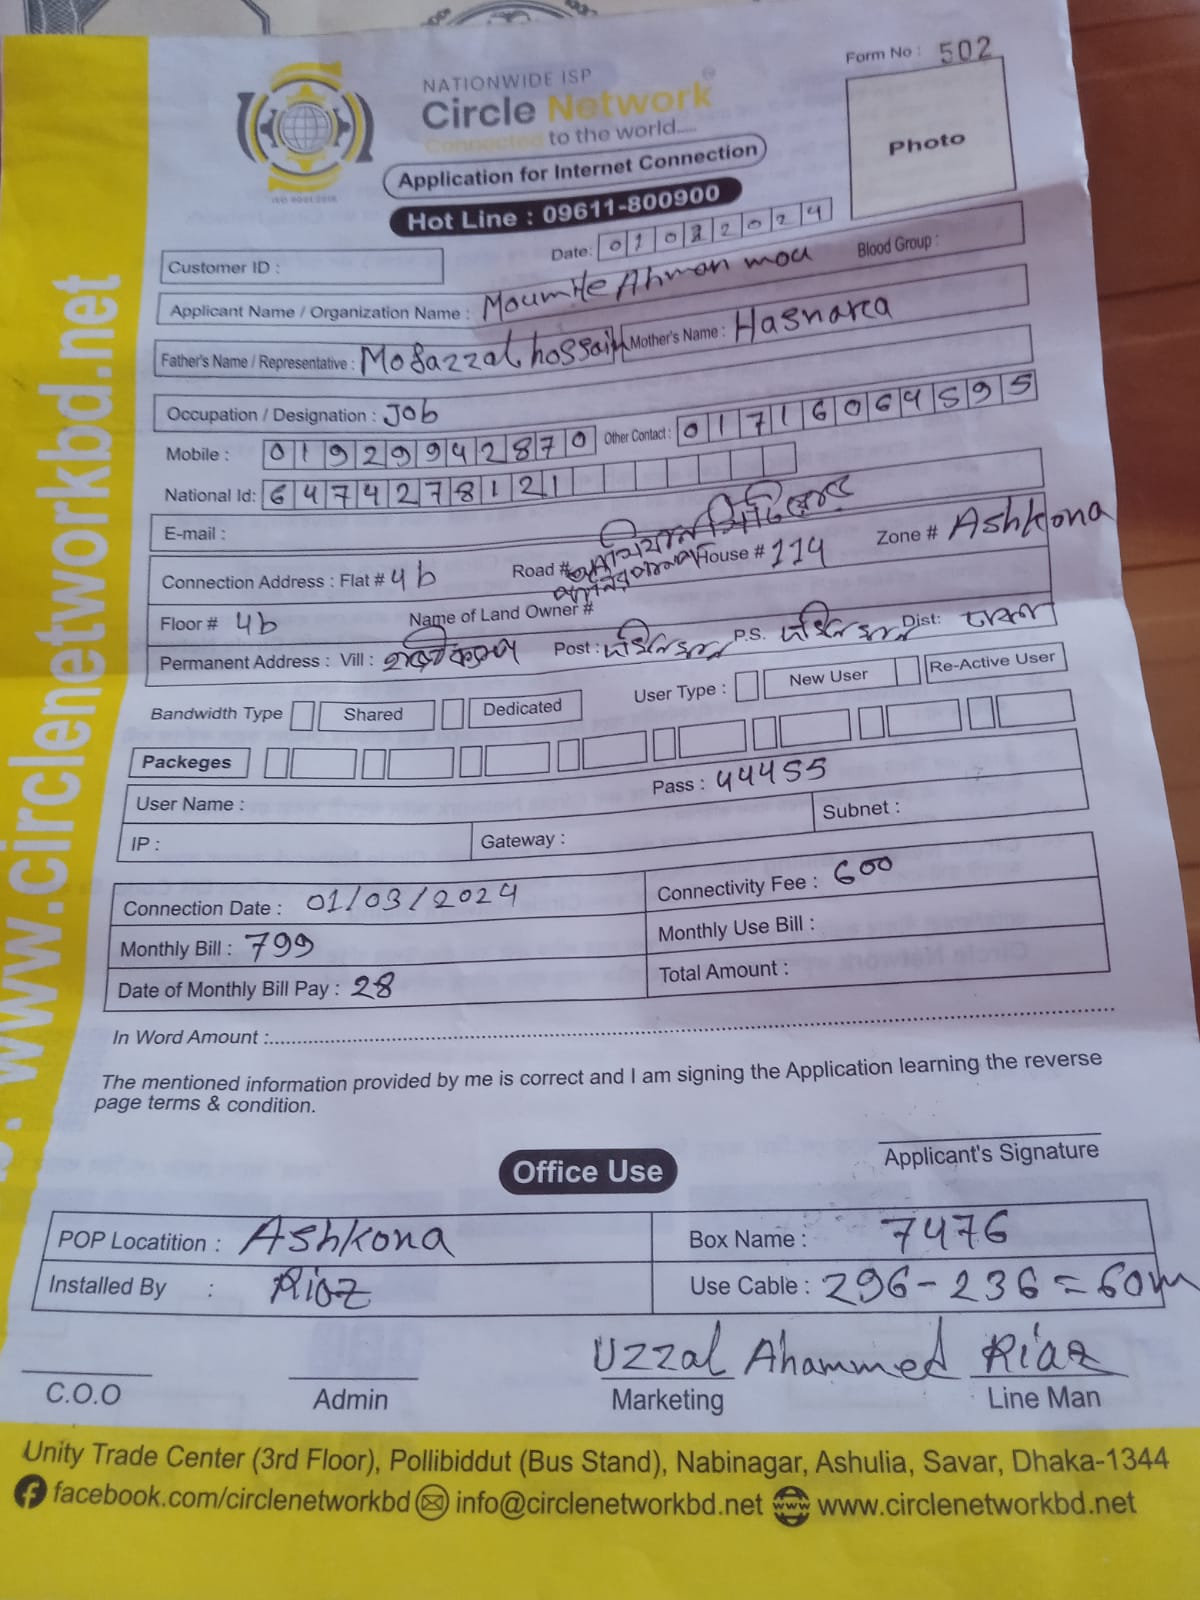 Form No : 502
NATIONWIDE ISP
Circle Network
Connected to the world.....
Photo
Application for Internet Connection
Hot Line : 09611-800900
Date: 01 03 2024
Customer ID :
Blood Group :
Applicant Name / Organization Name : Ahman mou
Father's Name / Representative : Mofazzal hossain Mother's Name : Hasnara
Occupation / Designation : Job
Mobile : 01929942870 Other Contact : 01716064595
National Id: 6474278121
E-mail :
Connection Address : Flat # 4b Road # House # 114 Zone # Ashkona
Floor # 4b Name of Land Owner #
Permanent Address : Vill : Post : দক্ষিনখান P.S. দক্ষিনখান Dist: ঢাকা
Bandwidth Type Shared Dedicated User Type : New User Re-Active User
Packeges
User Name : Pass : 44455
IP : Gateway : Subnet :
Connection Date : 01/03/2024 Connectivity Fee : 600
Monthly Bill : 799 Monthly Use Bill :
Date of Monthly Bill Pay : 28 Total Amount :
In Word Amount :
The mentioned information provided by me is correct and I am signing the Application learning the reverse
page terms & condition.
Applicant's Signature
Office Use
POP Locatition : Ashkona Box Name : 7476
Installed By : Riaz Use Cable : 296-236=60m
Uzzal Ahammed Riaz
C.O.O Admin Marketing Line Man
Unity Trade Center (3rd Floor), Pollibiddut (Bus Stand), Nabinagar, Ashulia, Savar, Dhaka-1344
facebook.com/circlenetworkbd info@circlenetworkbd.net www www.circlenetworkbd.net
www.circlenetworkbd.net